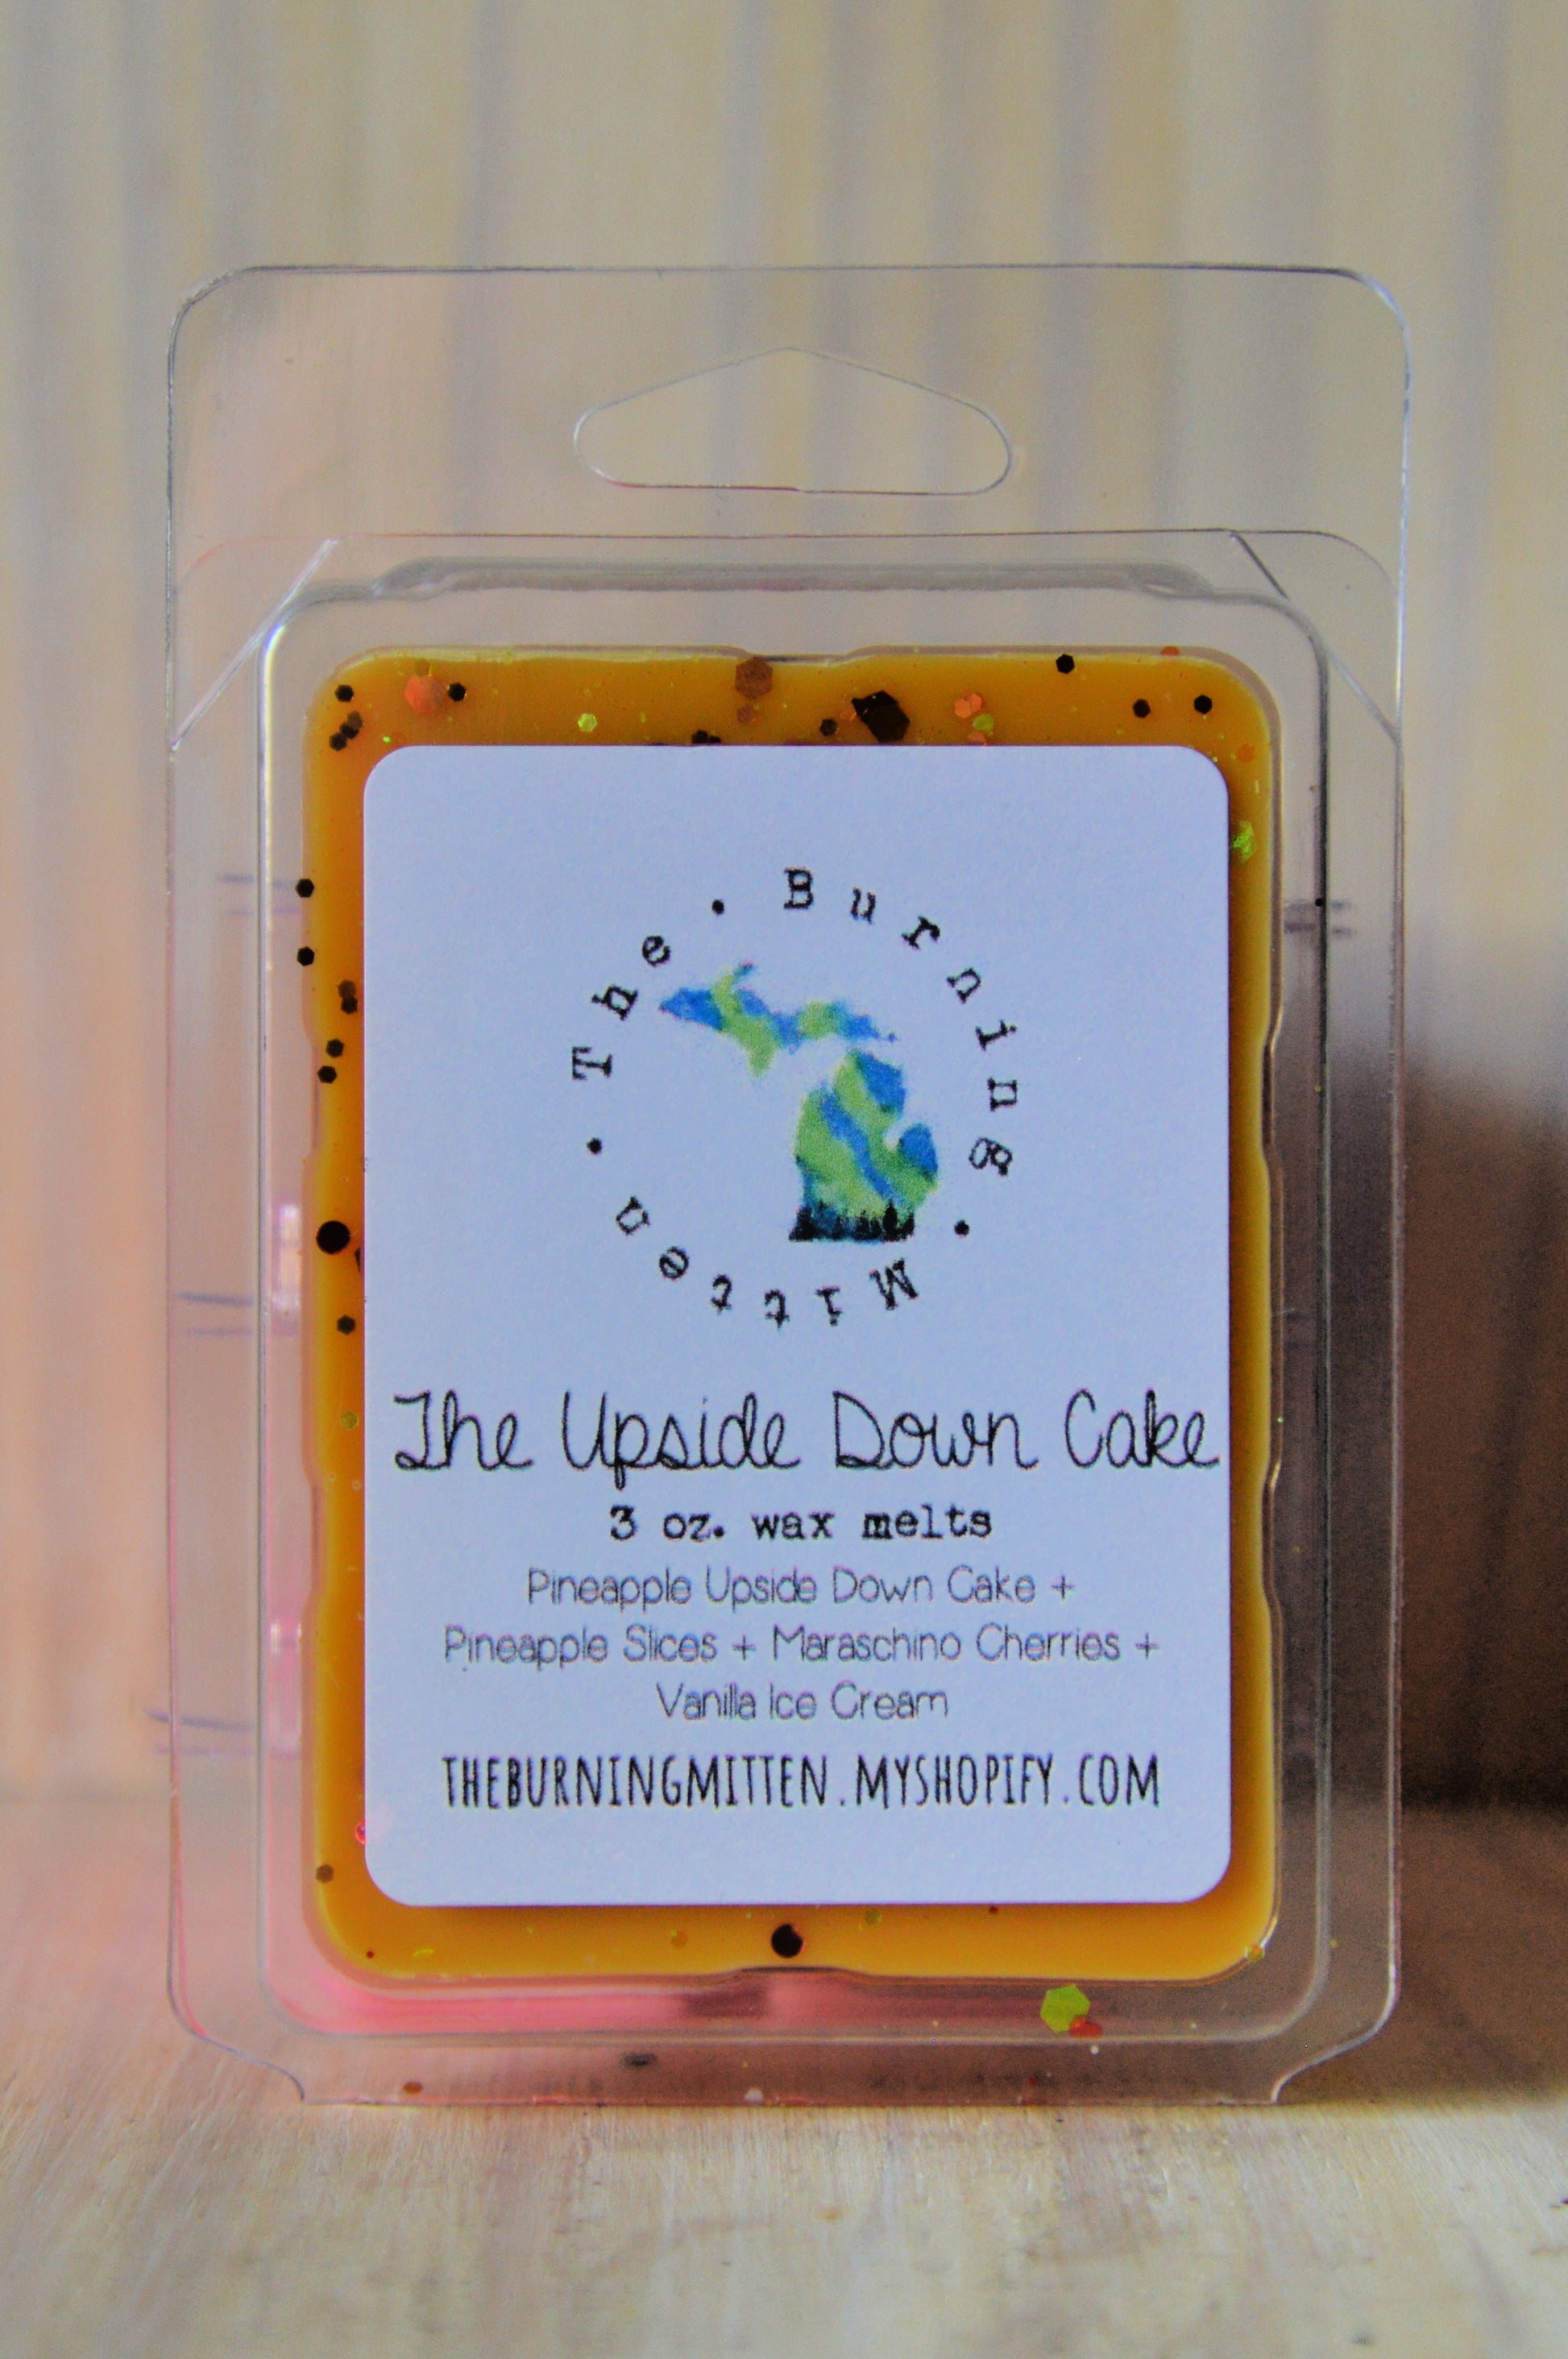 The • Burning • Mitten •
The Upside Down Cake
3 oz. wax melts
Pineapple Upside Down Cake +
Pineapple Slices + Maraschino Cherries +
Vanilla Ice Cream
THEBURNINGMITTEN.MYSHOPIFY.COM